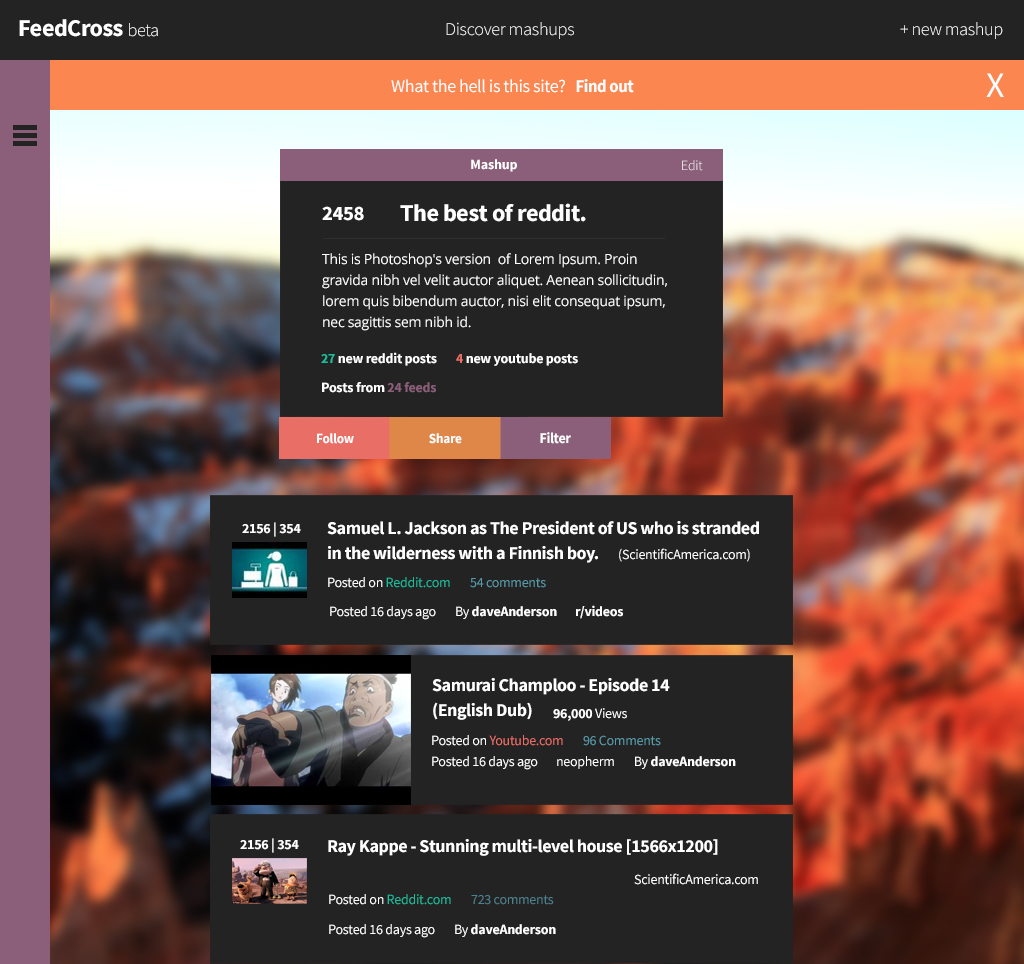 FeedCross beta
Discover mashups
+ new mashup
What the hell is this site? Find out
X
Mashup
Edit
2458 The best of reddit.
This is Photoshop's version of Lorem Ipsum. Proin
gravida nibh vel velit auctor aliquet. Aenean sollicitudin,
lorem quis bibendum auctor, nisi elit consequat ipsum,
nec sagittis sem nibh id.
27 new reddit posts 4 new youtube posts
Posts from 24 feeds
Follow
Share
Filter
2156 | 354
Samuel L. Jackson as The President of US who is stranded
in the wilderness with a Finnish boy. (ScientificAmerica.com)
Posted on Reddit.com 54 comments
Posted 16 days ago By daveAnderson r/videos
Samurai Champloo - Episode 14
(English Dub) 96,000 Views
Posted on Youtube.com 96 Comments
Posted 16 days ago neopherm By daveAnderson
2156 | 354
Ray Kappe - Stunning multi-level house [1566x1200]
ScientificAmerica.com
Posted on Reddit.com 723 comments
Posted 16 days ago By daveAnderson